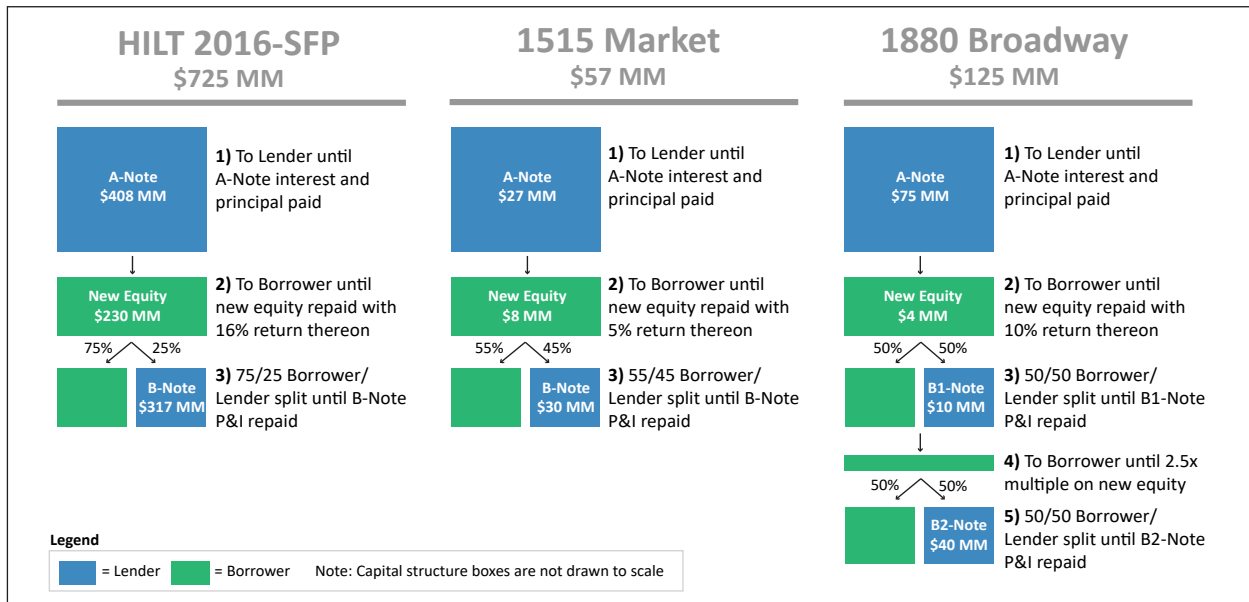 HILT 2016-SFP
$725 MM
A-Note
$408 MM
1) To Lender until
A-Note interest and
principal paid
New Equity
$230 MM
2) To Borrower until
new equity repaid with
16% return thereon
75% 25%
B-Note
$317 MM
3) 75/25 Borrower/
Lender split until B-Note
P&I repaid
1515 Market
$57 MM
A-Note
$27 MM
1) To Lender until
A-Note interest and
principal paid
New Equity
$8 MM
2) To Borrower until
new equity repaid with
5% return thereon
55% 45%
B-Note
$30 MM
3) 55/45 Borrower/
Lender split until B-Note
P&I repaid
1880 Broadway
$125 MM
A-Note
$75 MM
1) To Lender until
A-Note interest and
principal paid
New Equity
$4 MM
2) To Borrower until
new equity repaid with
10% return thereon
50% 50%
B1-Note
$10 MM
3) 50/50 Borrower/
Lender split until B1-Note
P&I repaid
4) To Borrower until 2.5x
multiple on new equity
50% 50%
B2-Note
$40 MM
5) 50/50 Borrower/
Lender split until B2-Note
P&I repaid
Legend
= Lender = Borrower Note: Capital structure boxes are not drawn to scale